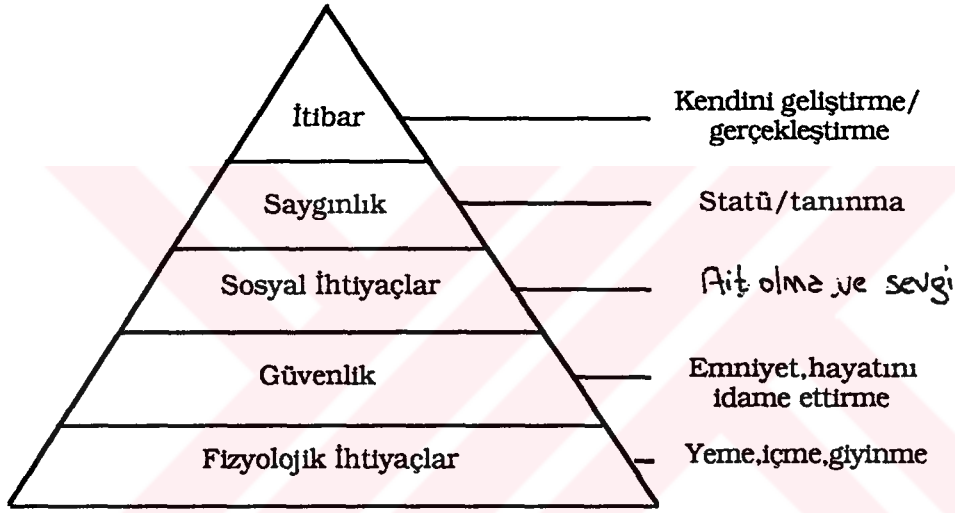 İtibar
Kendini geliştirme/
gerçekleştirme
Saygınlık
Statü/tanınma
Sosyal İhtiyaçlar
Ait olma ve sevgi
Güvenlik
Emniyet,hayatını
idame ettirme
Fizyolojik İhtiyaçlar
Yeme,içme,giyinme